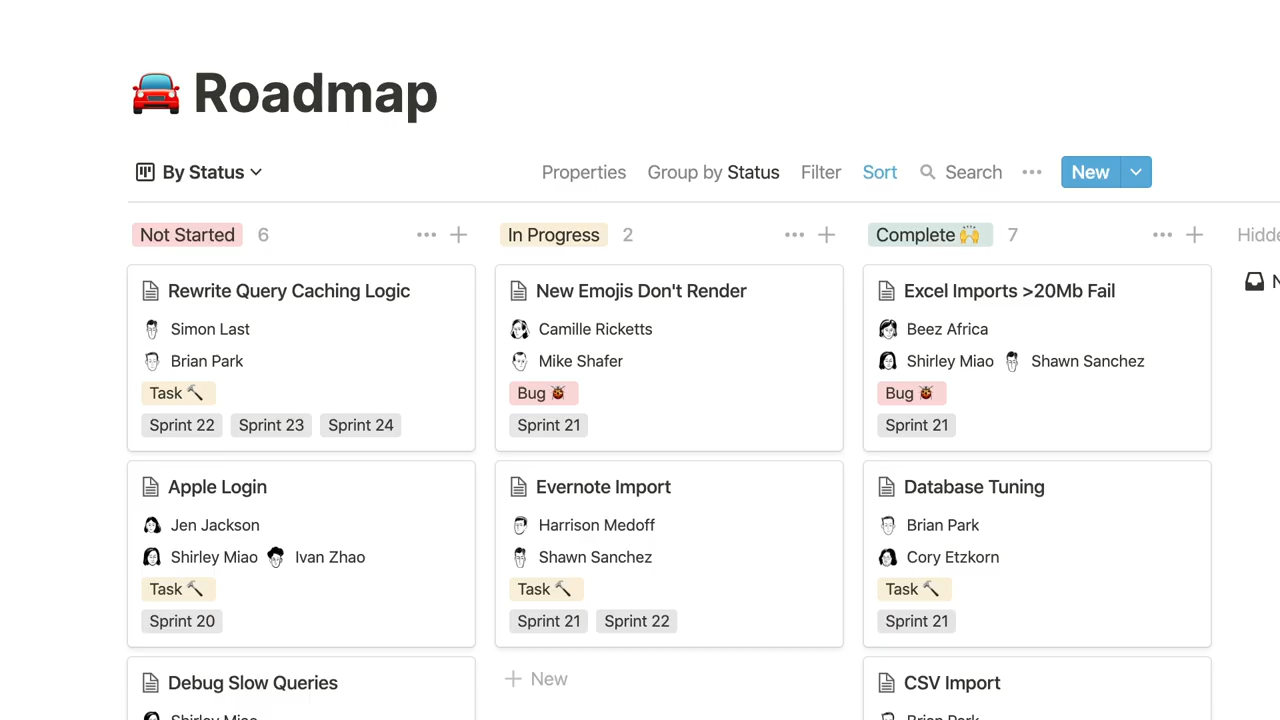 🚘 Roadmap
By Status
Properties Group by Status Filter Sort Search ••• New
Not Started 6
Rewrite Query Caching Logic
Simon Last
Brian Park
Task 🔨
Sprint 22 Sprint 23 Sprint 24
Apple Login
Jen Jackson
Shirley Miao Ivan Zhao
Task 🔨
Sprint 20
Debug Slow Queries
Shirley Miao
In Progress 2
New Emojis Don't Render
Camille Ricketts
Mike Shafer
Bug 🐞
Sprint 21
Evernote Import
Harrison Medoff
Shawn Sanchez
Task 🔨
Sprint 21 Sprint 22
+ New
Complete 🙌 7
Excel Imports >20Mb Fail
Beez Africa
Shirley Miao Shawn Sanchez
Bug 🐞
Sprint 21
Database Tuning
Brian Park
Cory Etzkorn
Task 🔨
Sprint 21
CSV Import
Brian Park